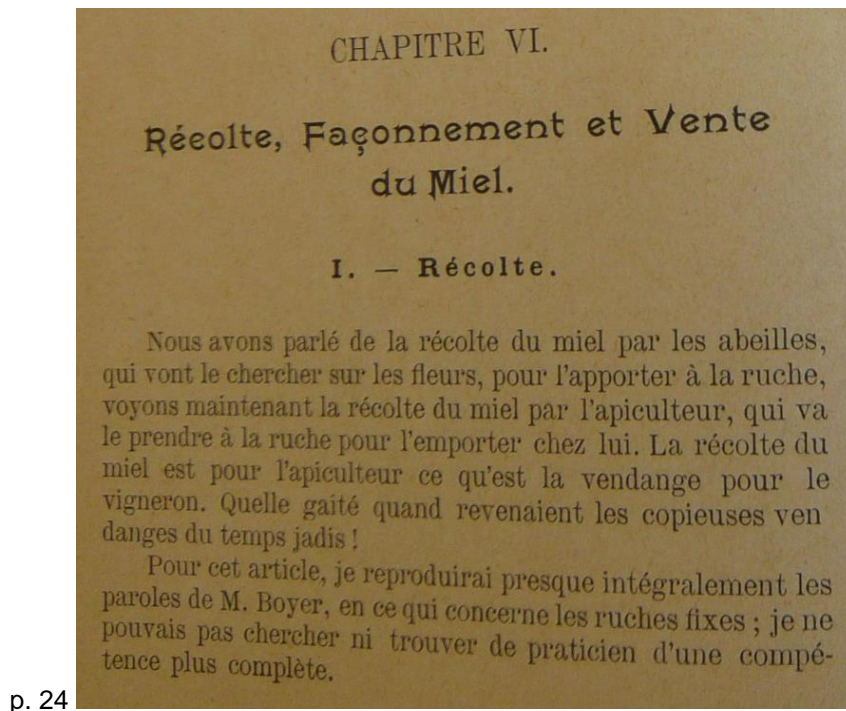 CHAPITRE VI.
Récolte, Façonnement et Vente
du Miel.
I. — Récolte.
Nous avons parlé de la récolte du miel par les abeilles,
qui vont le chercher sur les fleurs, pour l'apporter à la ruche,
voyons maintenant la récolte du miel par l'apiculteur, qui va
le prendre à la ruche pour l'emporter chez lui. La récolte du
miel est pour l'apiculteur ce qu'est la vendange pour le
vigneron. Quelle gaité quand revenaient les copieuses ven
danges du temps jadis !
Pour cet article, je reproduirai presque intégralement les
paroles de M. Boyer, en ce qui concerne les ruches fixes ; je ne
pouvais pas chercher ni trouver de praticien d'une compé-
tence plus complète.
p. 24